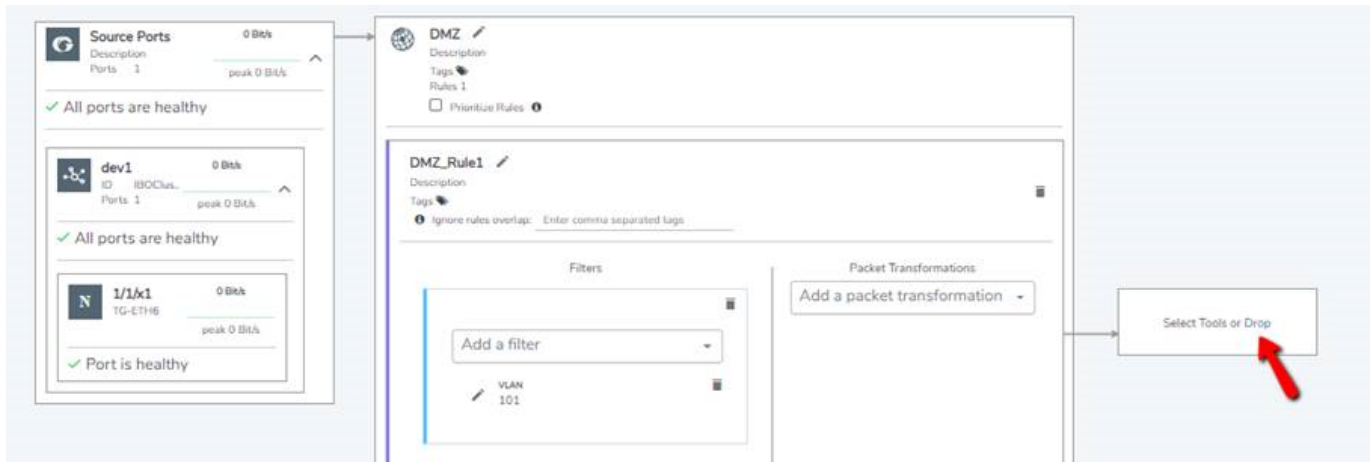 Source Ports
0 Bit/s
Description
Ports 1
peak 0 Bit/s
All ports are healthy
dev1
0 Bit/s
ID IBOClus..
Ports 1
peak 0 Bit/s
All ports are healthy
N
1/1/x1
0 Bit/s
TG-ETH6
peak 0 Bit/s
Port is healthy
DMZ
Description
Tags
Rules 1
Prioritize Rules
DMZ_Rule1
Description
Tags
Ignore rules overlap: Enter comma separated tags
Filters
Add a filter
VLAN
101
Packet Transformations
Add a packet transformation
Select Tools or Drop